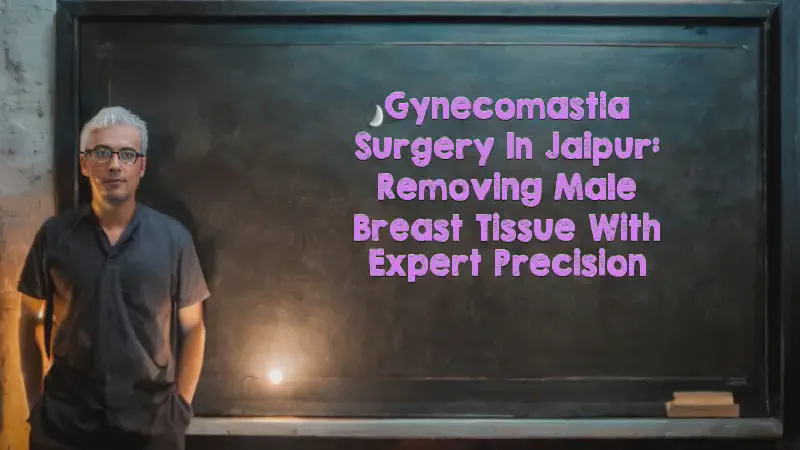 Gynecomastia
Surgery In Jaipur:
Removing Male
Breast Tissue With
Expert Precision